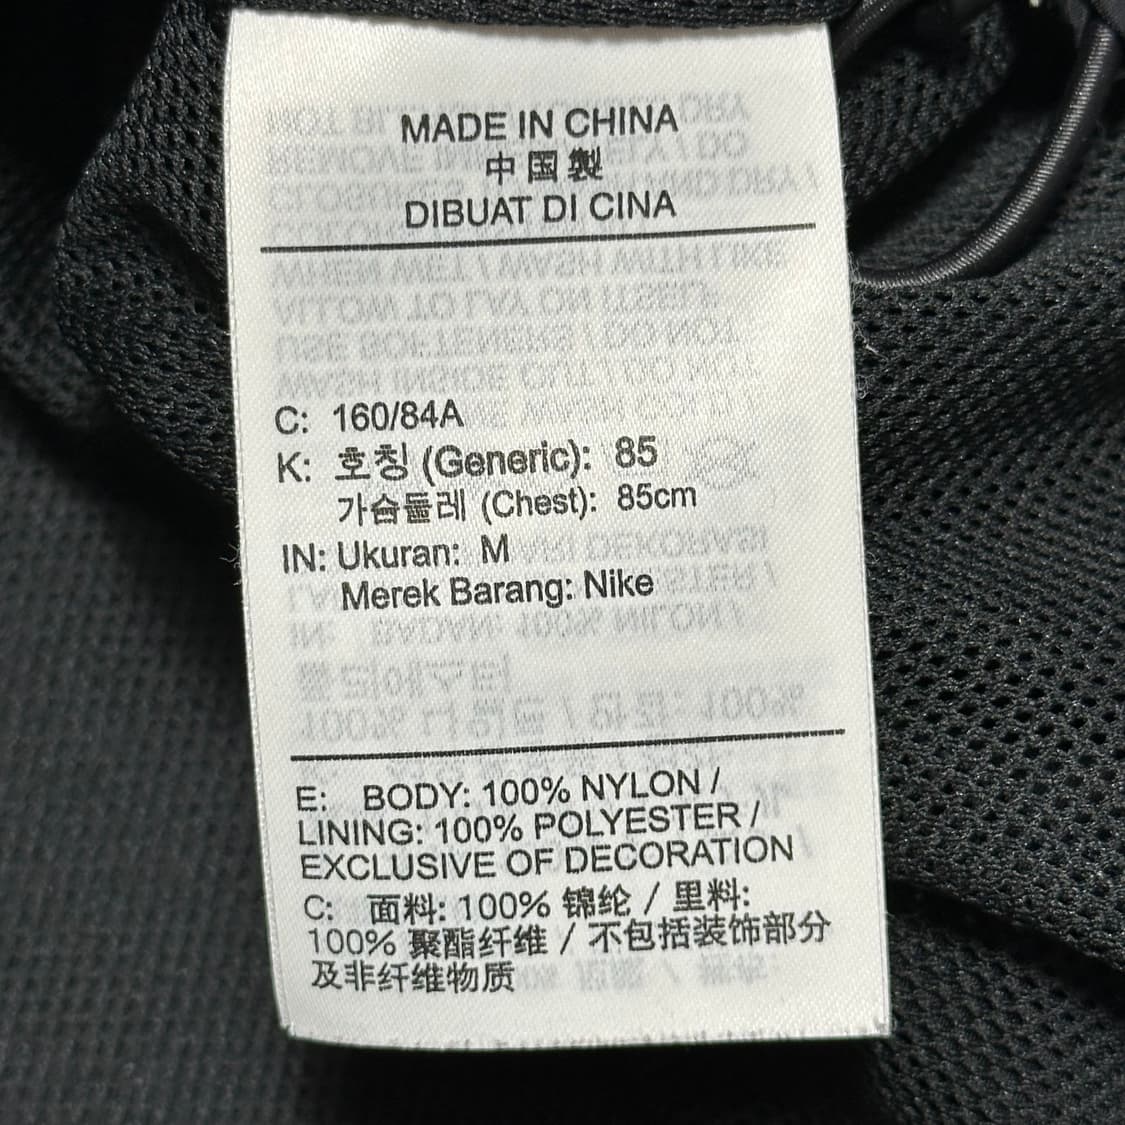 MADE IN CHINA
中国製
DIBUAT DI CINA
C: 160/84A
K: 호칭 (Generic): 85
가슴둘레 (Chest): 85cm
IN: Ukuran: M
Merek Barang: Nike
E: BODY: 100% NYLON /
LINING: 100% POLYESTER /
EXCLUSIVE OF DECORATION
C: 面料: 100% 锦纶 / 里料:
100% 聚酯纤维 / 不包括装饰部分
及非纤维物质